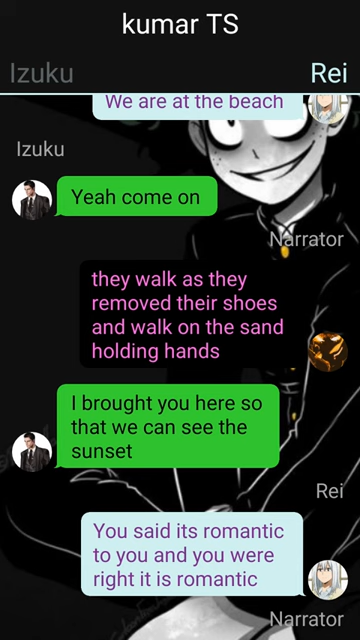 kumar TS
Izuku
Rei
We are at the beach
Izuku
Yeah come on
Narrator
they walk as they
removed their shoes
and walk on the sand
holding hands
I brought you here so
that we can see the
sunset
Rei
You said its romantic
to you and you were
right it is romantic
Narrator